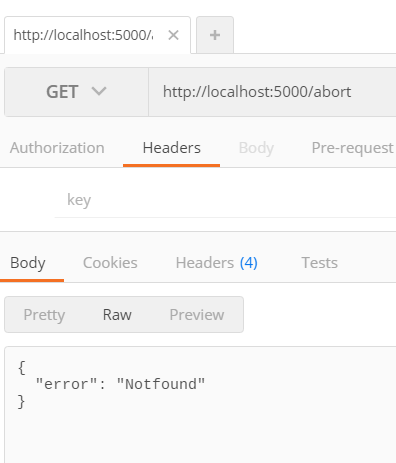 http://localhost:5000/
GET http://localhost:5000/abort
Authorization Headers Body Pre-request
key
Body Cookies Headers (4) Tests
Pretty Raw Preview
{
"error": "Notfound"
}